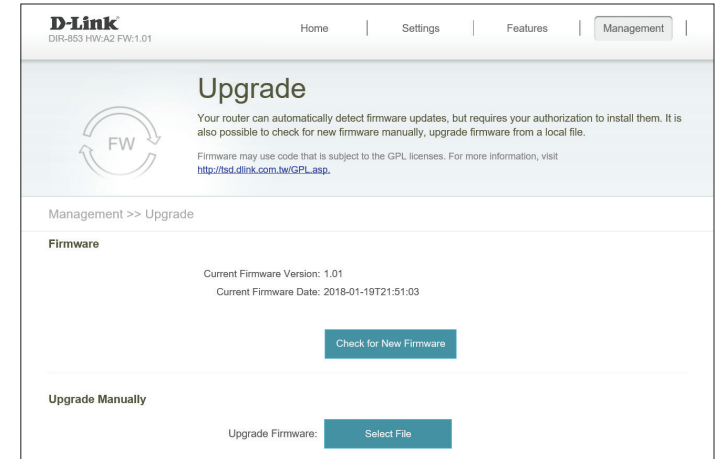 D-Link
DIR-853 HW:A2 FW:1.01
Home | Settings | Features | Management |
Upgrade
Your router can automatically detect firmware updates, but requires your authorization to install them. It is
also possible to check for new firmware manually, upgrade firmware from a local file.
FW
Firmware may use code that is subject to the GPL licenses. For more information, visit
http://tsd.dlink.com.tw/GPL.asp.
Management >> Upgrade
Firmware
Current Firmware Version: 1.01
Current Firmware Date: 2018-01-19T21:51:03
Check for New Firmware
Upgrade Manually
Upgrade Firmware: Select File